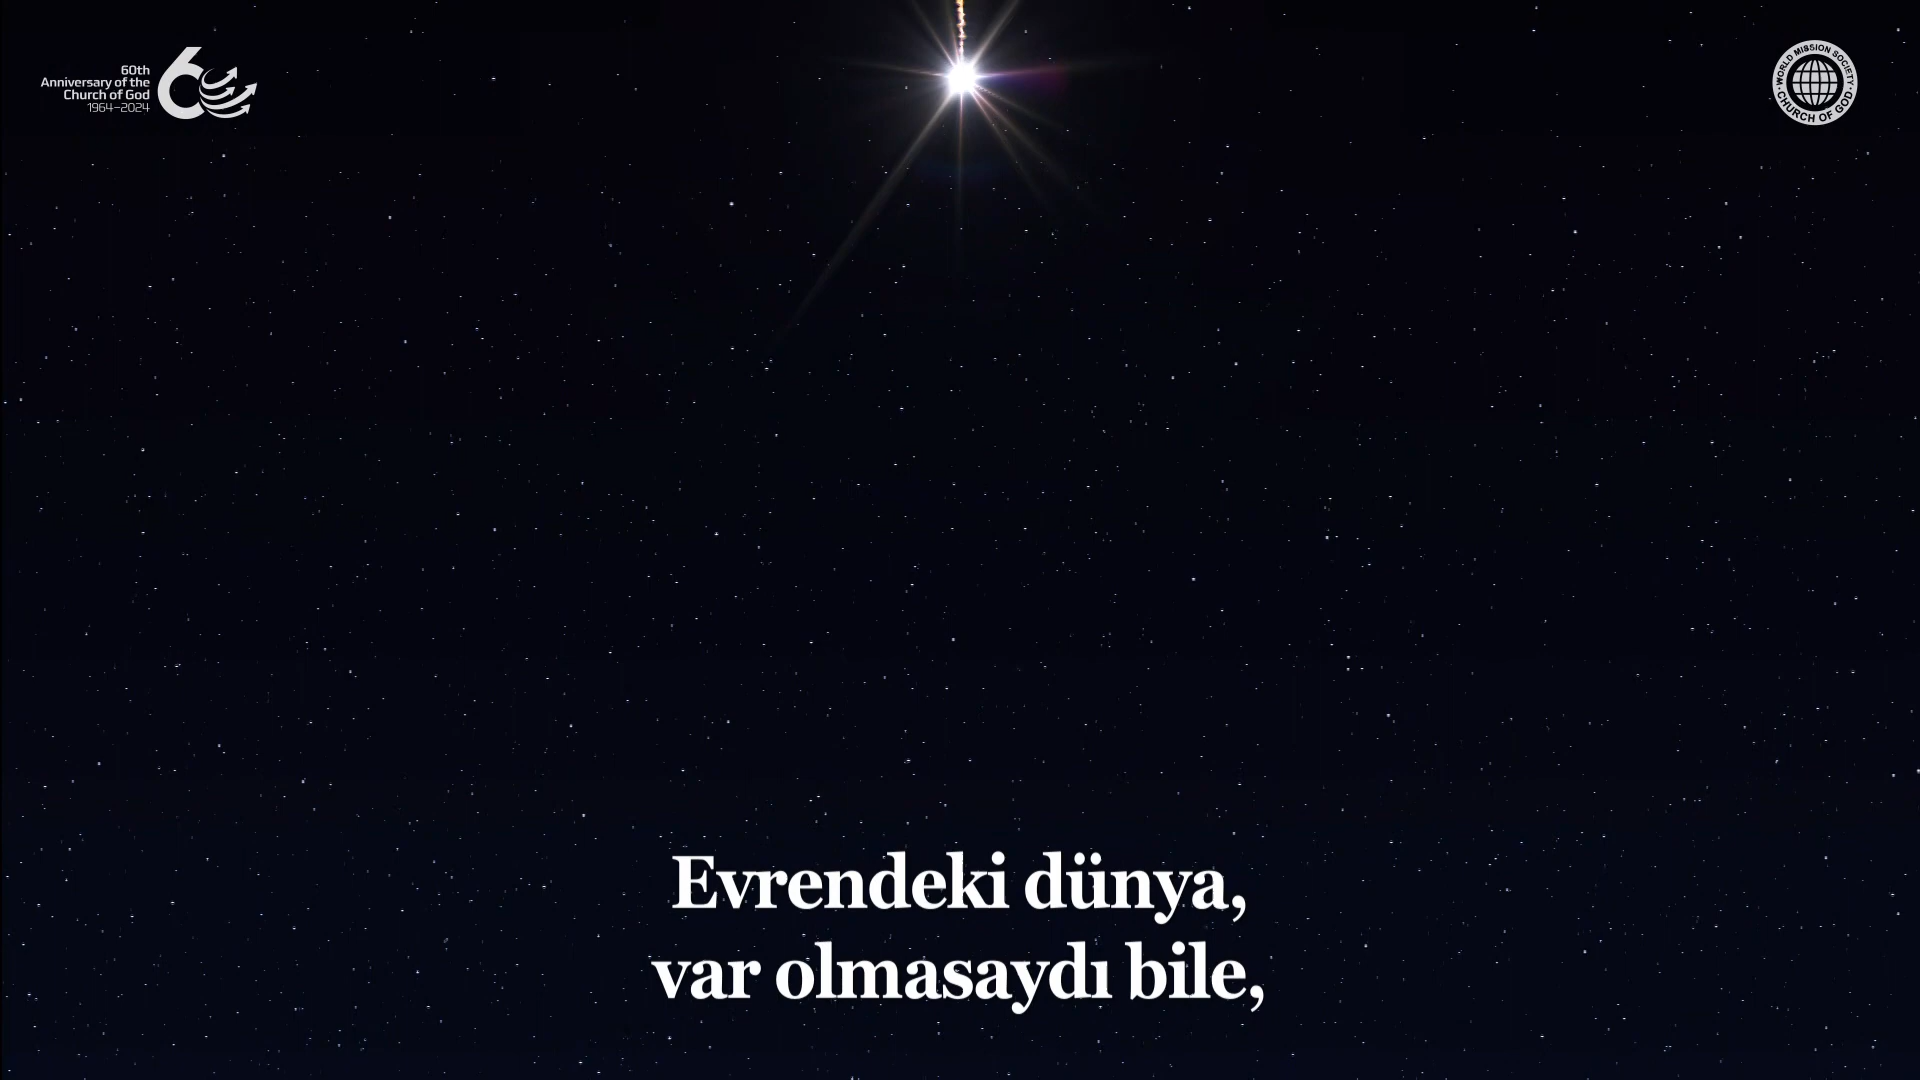 60th
Anniversary of the
Church of God
1964–2024
60
WORLD MISSION SOCIETY
CHURCH OF GOD
Evrendeki dünya,
var olmasaydı bile,